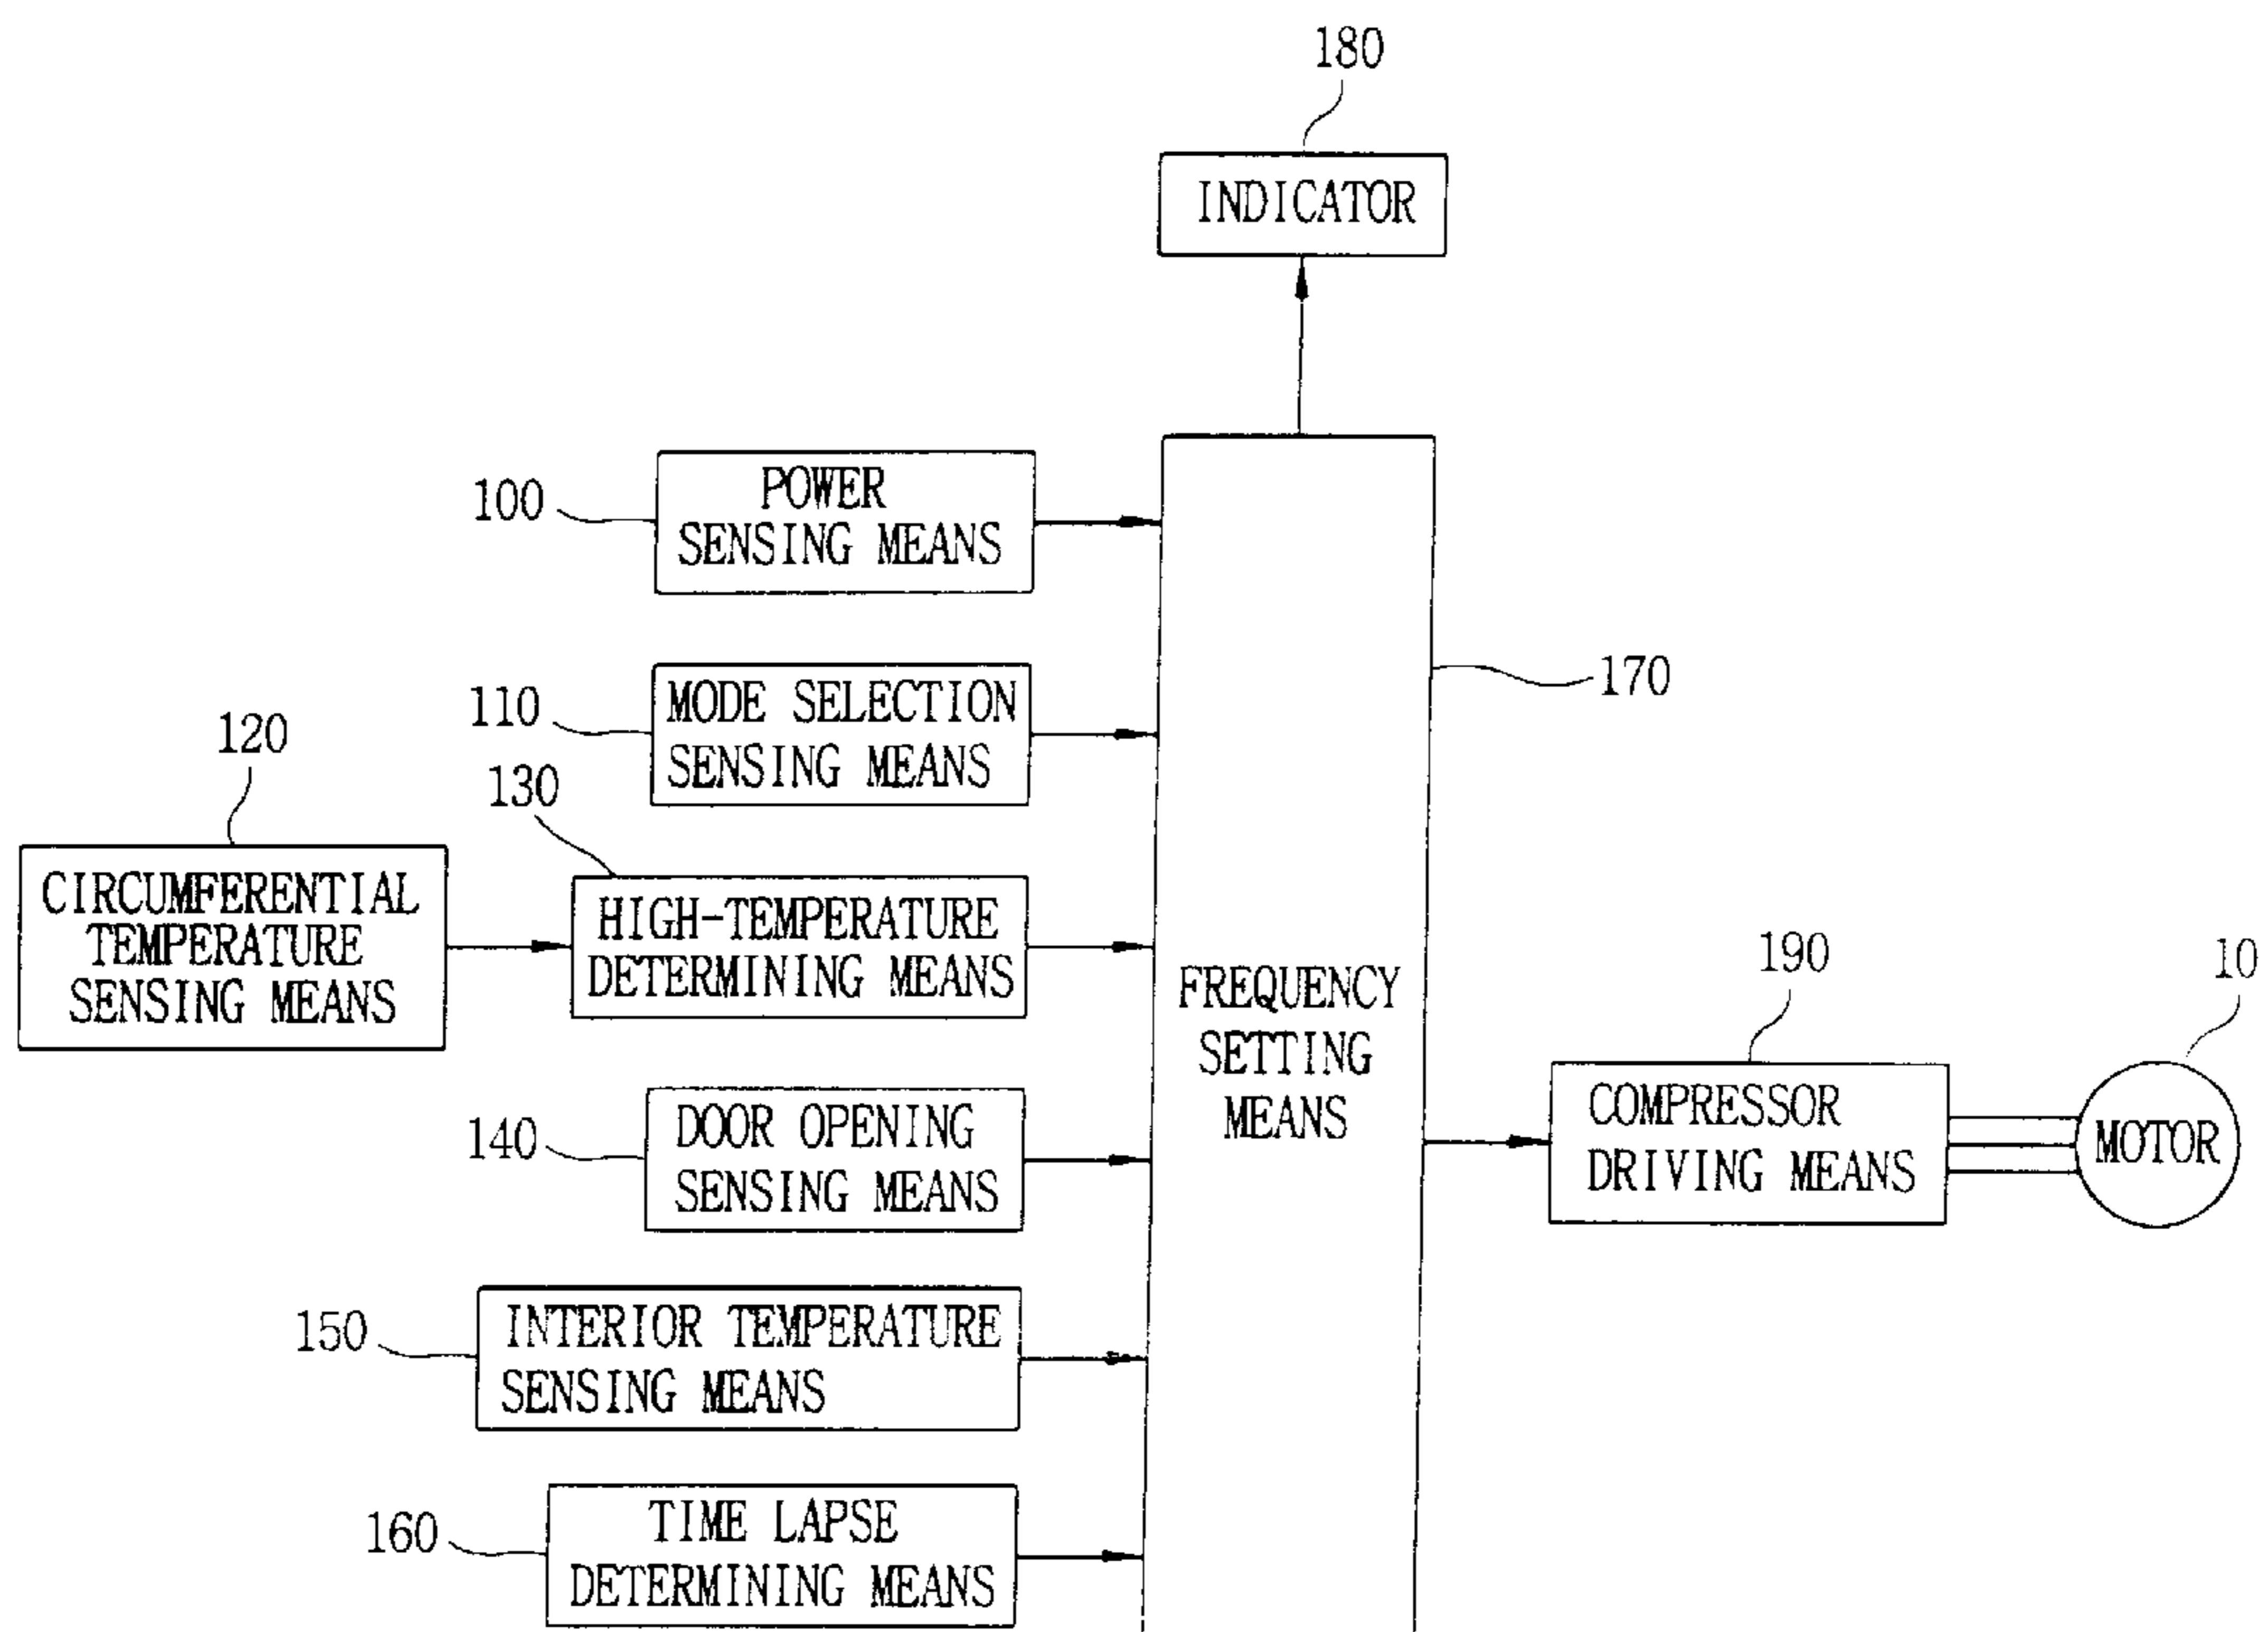 180
INDICATOR
100
POWER
SENSING MEANS
110
MODE SELECTION
SENSING MEANS
170
120
CIRCUMFERENTIAL
TEMPERATURE
SENSING MEANS
130
HIGH-TEMPERATURE
DETERMINING MEANS
FREQUENCY
SETTING
MEANS
190
COMPRESSOR
DRIVING MEANS
10
MOTOR
140
DOOR OPENING
SENSING MEANS
150
INTERIOR TEMPERATURE
SENSING MEANS
160
TIME LAPSE
DETERMINING MEANS